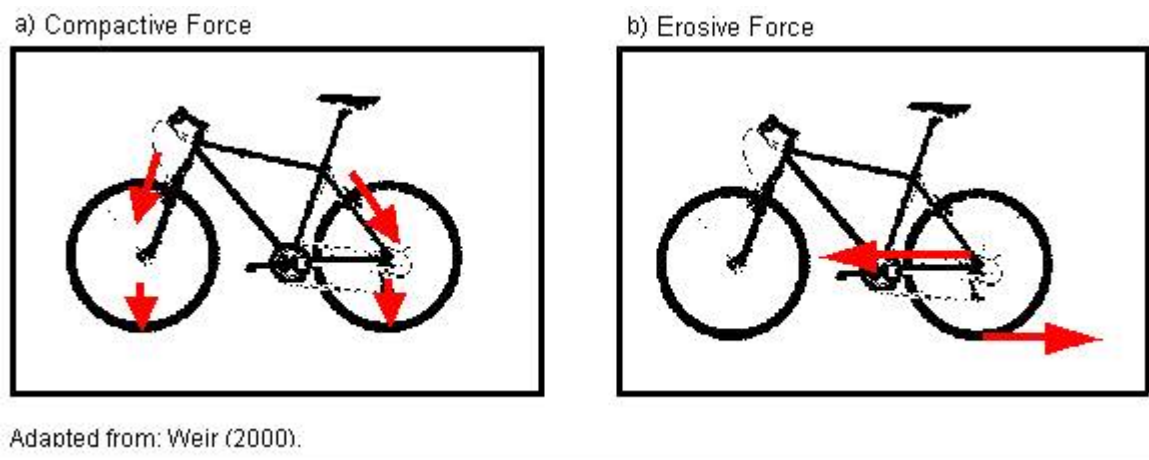 a) Compactive Force
b) Erosive Force
Adapted from: Weir (2000).